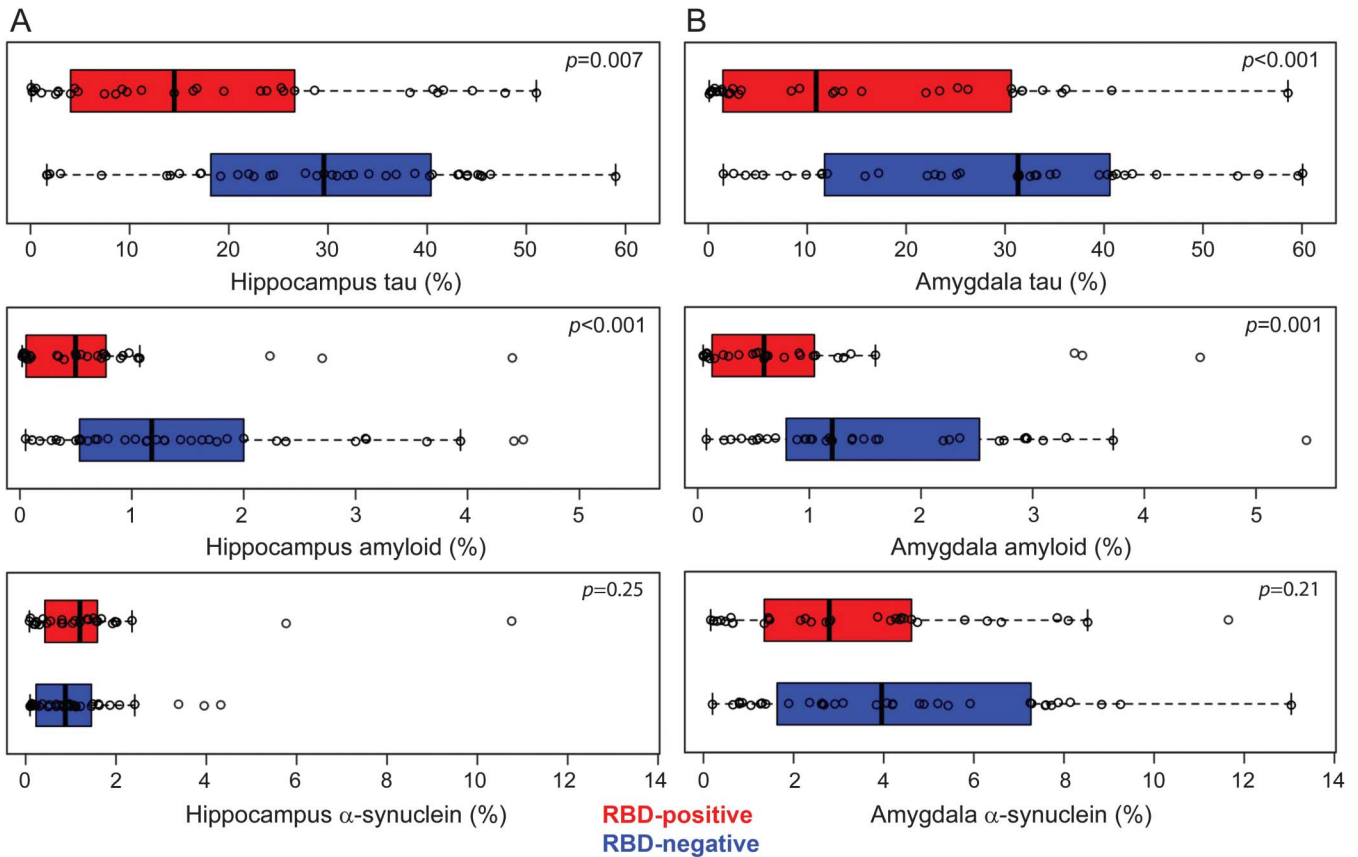 A
B
p=0.007
0 10 20 30 40 50 60
Hippocampus tau (%)
p<0.001
0 10 20 30 40 50 60
Amygdala tau (%)
p<0.001
0 1 2 3 4 5
Hippocampus amyloid (%)
p=0.001
0 1 2 3 4 5
Amygdala amyloid (%)
p=0.25
0 2 4 6 8 10 12 14
Hippocampus α-synuclein (%)
p=0.21
0 2 4 6 8 10 12 14
Amygdala α-synuclein (%)
RBD-positive
RBD-negative